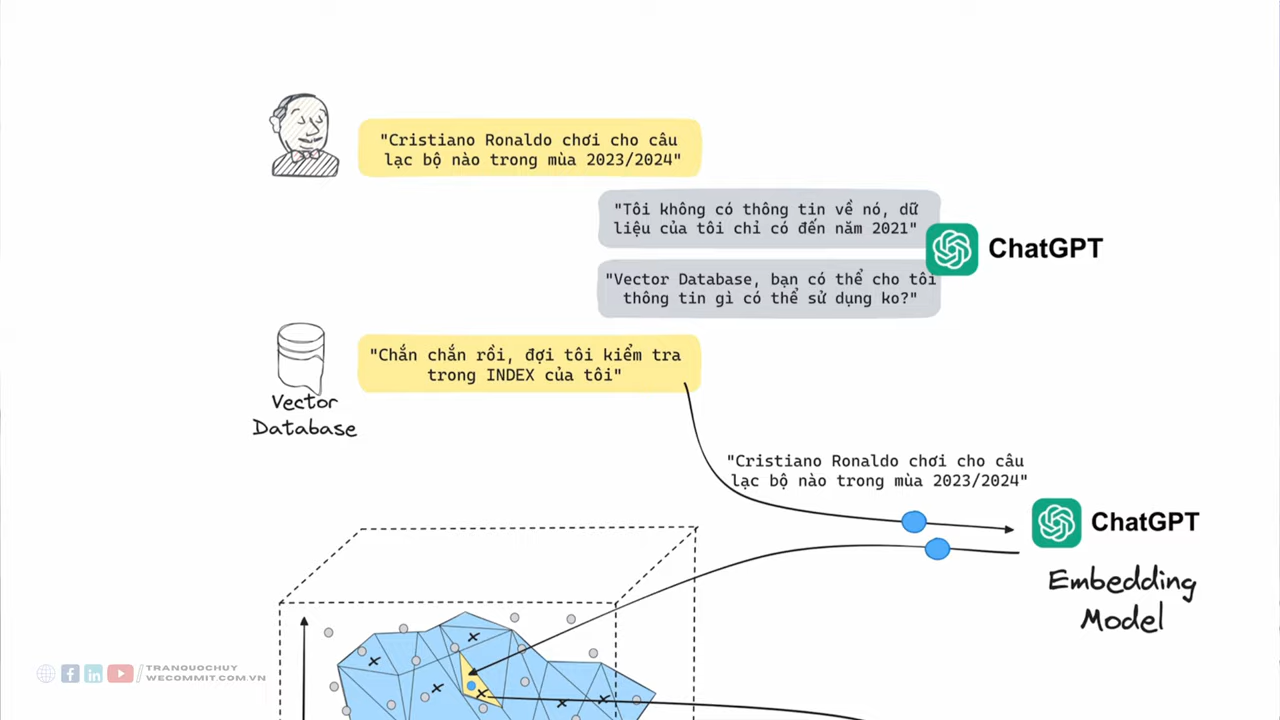 "Cristiano Ronaldo chơi cho câu
lạc bộ nào trong mùa 2023/2024"
"Tôi không có thông tin về nó, dữ
liệu của tôi chỉ có đến năm 2021"
ChatGPT
"Vector Database, bạn có thể cho tôi
thông tin gì có thể sử dụng ko?"
"Chắn chắn rồi, đợi tôi kiểm tra
trong INDEX của tôi"
Vector
Database
"Cristiano Ronaldo chơi cho câu
lạc bộ nào trong mùa 2023/2024"
ChatGPT
Embedding
Model
TRANQUOCHUY
WECOMMIT.COM.VN